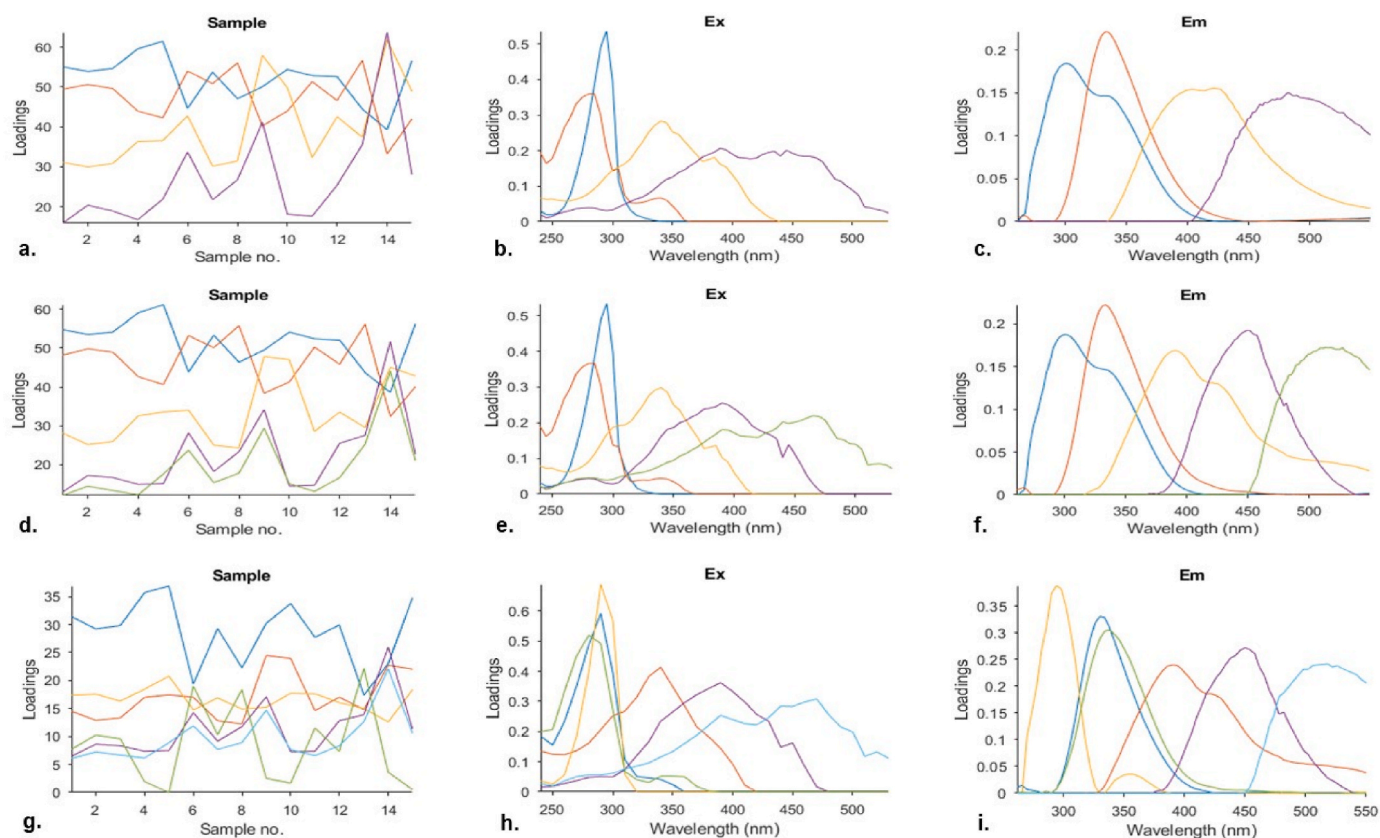 Sample
Loadings
60
50
40
30
20
2 4 6 8 10 12 14
Sample no.
a.
Ex
Loadings
0.5
0.4
0.3
0.2
0.1
0
250 300 350 400 450 500
Wavelength (nm)
b.
Em
Loadings
0.2
0.15
0.1
0.05
0
300 350 400 450 500
Wavelength (nm)
c.
Sample
Loadings
60
50
40
30
20
2 4 6 8 10 12 14
Sample no.
d.
Ex
Loadings
0.5
0.4
0.3
0.2
0.1
0
250 300 350 400 450 500
Wavelength (nm)
e.
Em
Loadings
0.2
0.15
0.1
0.05
0
300 350 400 450 500
Wavelength (nm)
f.
Sample
Loadings
35
30
25
20
15
10
5
0
2 4 6 8 10 12 14
Sample no.
g.
Ex
Loadings
0.6
0.5
0.4
0.3
0.2
0.1
0
250 300 350 400 450 500
Wavelength (nm)
h.
Em
Loadings
0.35
0.3
0.25
0.2
0.15
0.1
0.05
0
300 350 400 450 500 550
Wavelength (nm)
i.